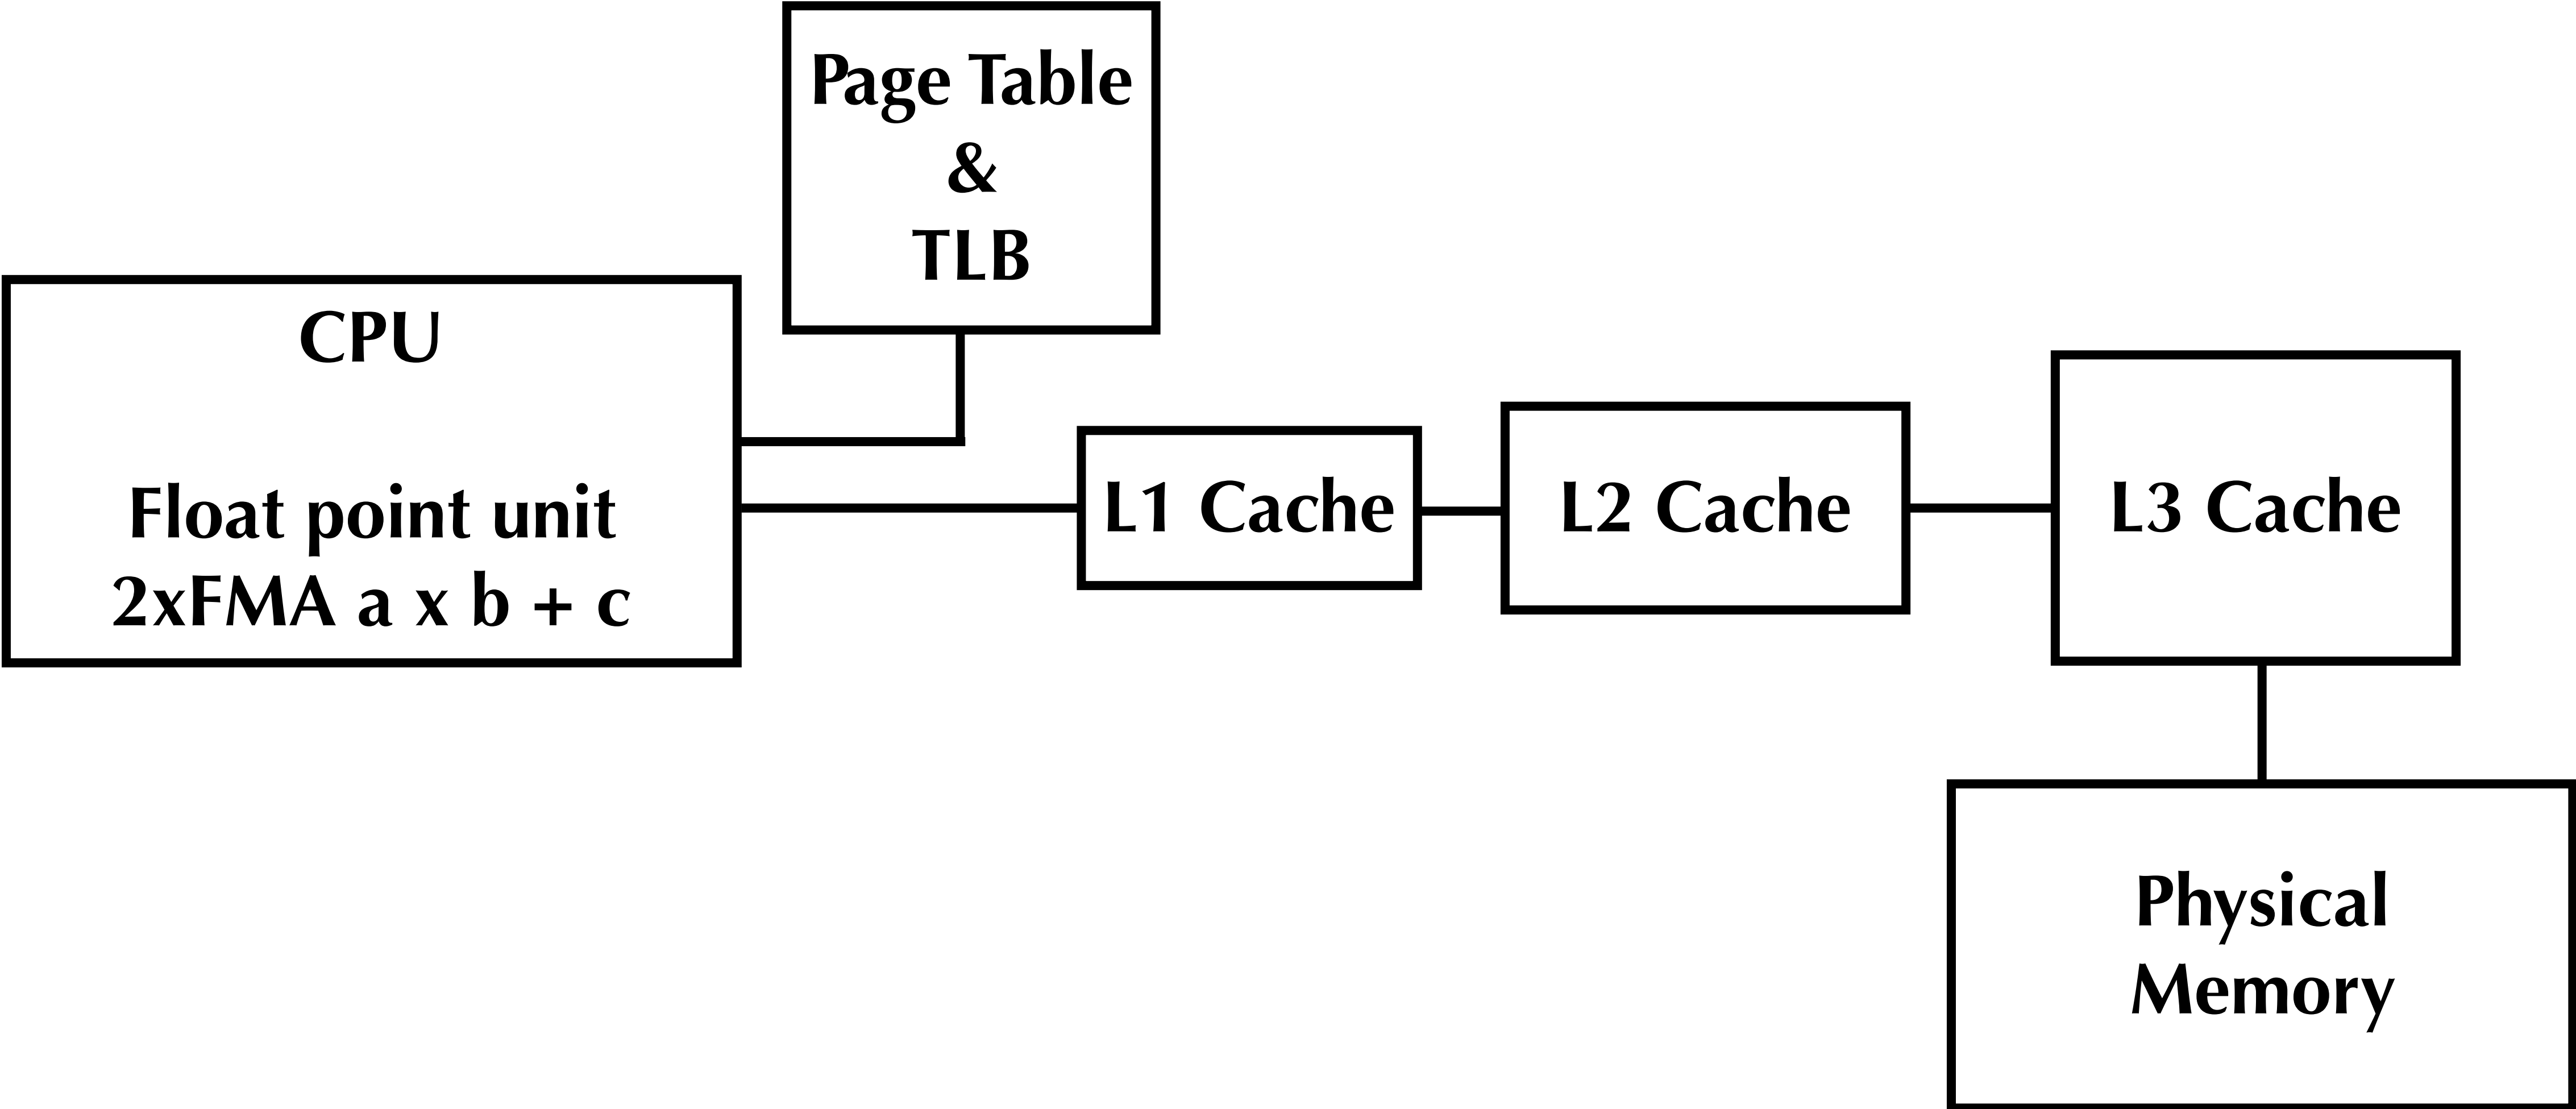 Page Table
&
TLB
CPU
Float point unit
2xFMA a x b + c
L1 Cache
L2 Cache
L3 Cache
Physical
Memory